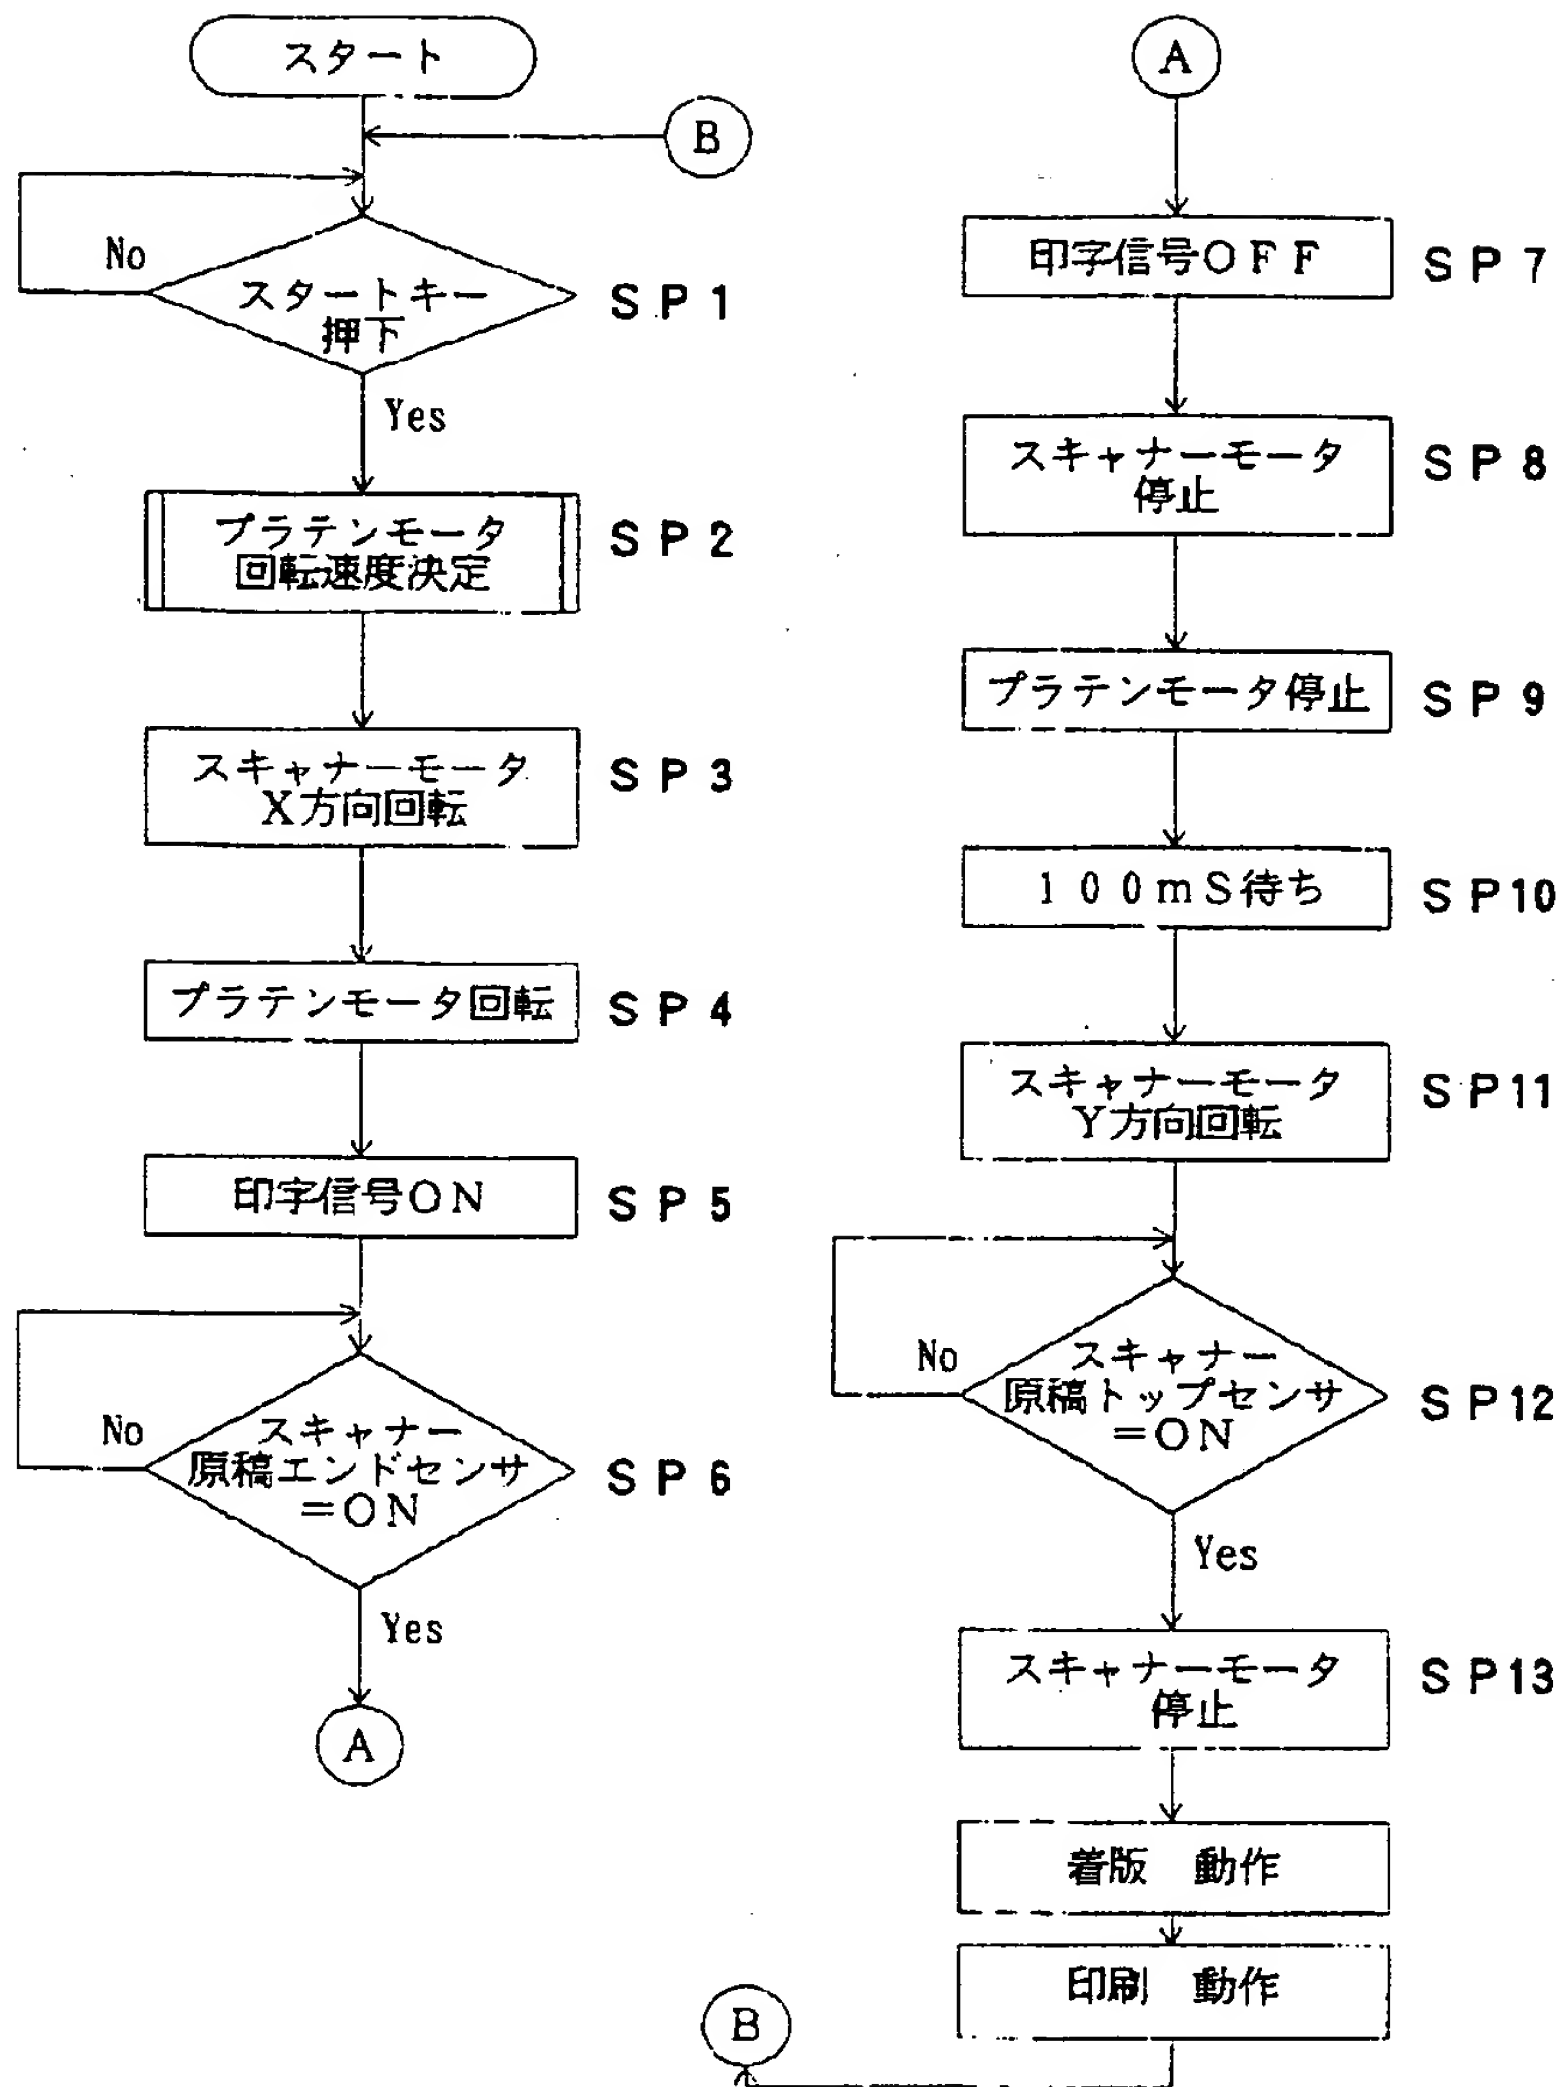 スタート
B
No
スタートキー
押下
SP1
Yes
プラテンモータ
回転速度決定
SP2
スキャナーモータ
X方向回転
SP3
プラテンモータ回転
SP4
印字信号ON
SP5
No
スキャナー
原稿エンドセンサ
=ON
SP6
Yes
A
A
印字信号OFF
SP7
スキャナーモータ
停止
SP8
プラテンモータ停止
SP9
100mS待ち
SP10
スキャナーモータ
Y方向回転
SP11
No
スキャナー
原稿トップセンサ
=ON
SP12
Yes
スキャナーモータ
停止
SP13
着版 動作
印刷 動作
B